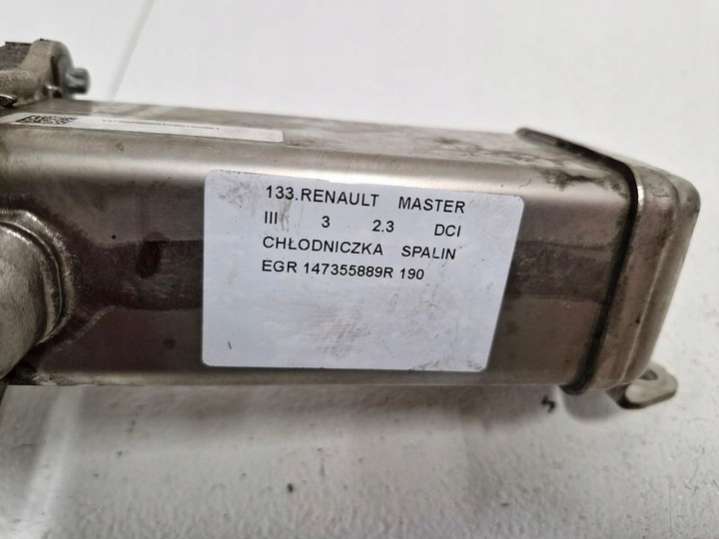 133.RENAULT MASTER
III 3 2.3 DCI
CHŁODNICZKA SPALIN
EGR 147355889R 190